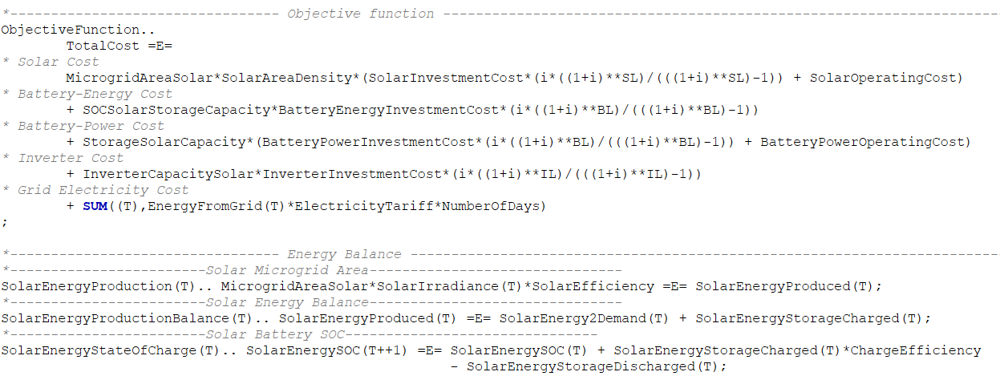 *--------------------------------- Objective function --------------------------------------------------------------------
ObjectiveFunction..
        TotalCost =E=
* Solar Cost
        MicrogridAreaSolar*SolarAreaDensity*(SolarInvestmentCost*(i*((1+i)**SL)/(((1+i)**SL)-1)) + SolarOperatingCost)
* Battery-Energy Cost
        + SOCSolarStorageCapacity*BatteryEnergyInvestmentCost*(i*((1+i)**BL)/(((1+i)**BL)-1))
* Battery-Power Cost
        + StorageSolarCapacity*(BatteryPowerInvestmentCost*(i*((1+i)**BL)/(((1+i)**BL)-1)) + BatteryPowerOperatingCost)
* Inverter Cost
        + InverterCapacitySolar*InverterInvestmentCost*(i*((1+i)**IL)/(((1+i)**IL)-1))
* Grid Electricity Cost
        + SUM((T),EnergyFromGrid(T)*ElectricityTariff*NumberOfDays)
;
*--------------------------------- Energy Balance ------------------------------------------------------------------------
*------------------------Solar Microgrid Area-------------------------------
SolarEnergyProduction(T).. MicrogridAreaSolar*SolarIrradiance(T)*SolarEfficiency =E= SolarEnergyProduced(T);
*------------------------Solar Energy Balance-------------------------------
SolarEnergyProductionBalance(T).. SolarEnergyProduced(T) =E= SolarEnergy2Demand(T) + SolarEnergyStorageCharged(T);
*------------------------Solar Battery SOC-------------------------------
SolarEnergyStateOfCharge(T).. SolarEnergySOC(T++1) =E= SolarEnergySOC(T) + SolarEnergyStorageCharged(T)*ChargeEfficiency
                                                       - SolarEnergyStorageDischarged(T);